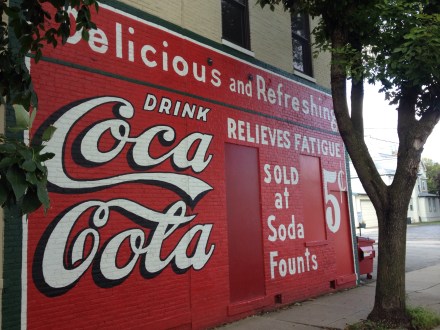 Delicious and Refreshing
DRINK
Coca
Cola
RELIEVES FATIGUE
SOLD
at
Soda
Founts
5¢